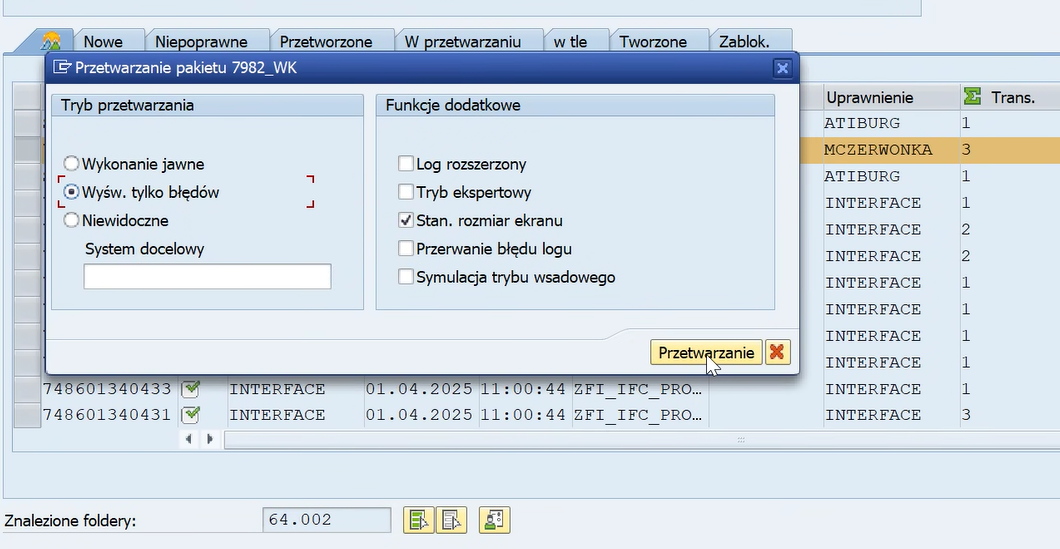 Nowe Niepoprawne Przetworzone W przetwarzaniu w tle Tworzone Zablok.
Przetwarzanie pakietu 7982_WK
Tryb przetwarzania
Wykonanie jawne
Wyśw. tylko błędów
Niewidoczne
System docelowy
Funkcje dodatkowe
Log rozszerzony
Tryb ekspertowy
Stan. rozmiar ekranu
Przerwanie błędu logu
Symulacja trybu wsadowego
Przetwarzanie
Uprawnienie Trans.
ATIBURG 1
MCZERWONKA 3
ATIBURG 1
INTERFACE 1
INTERFACE 2
INTERFACE 2
INTERFACE 1
INTERFACE 1
INTERFACE 1
INTERFACE 1
748601340433 INTERFACE 01.04.2025 11:00:44 ZFI_IFC_PRO… INTERFACE 1
748601340431 INTERFACE 01.04.2025 11:00:44 ZFI_IFC_PRO… INTERFACE 3
Znalezione foldery: 64.002